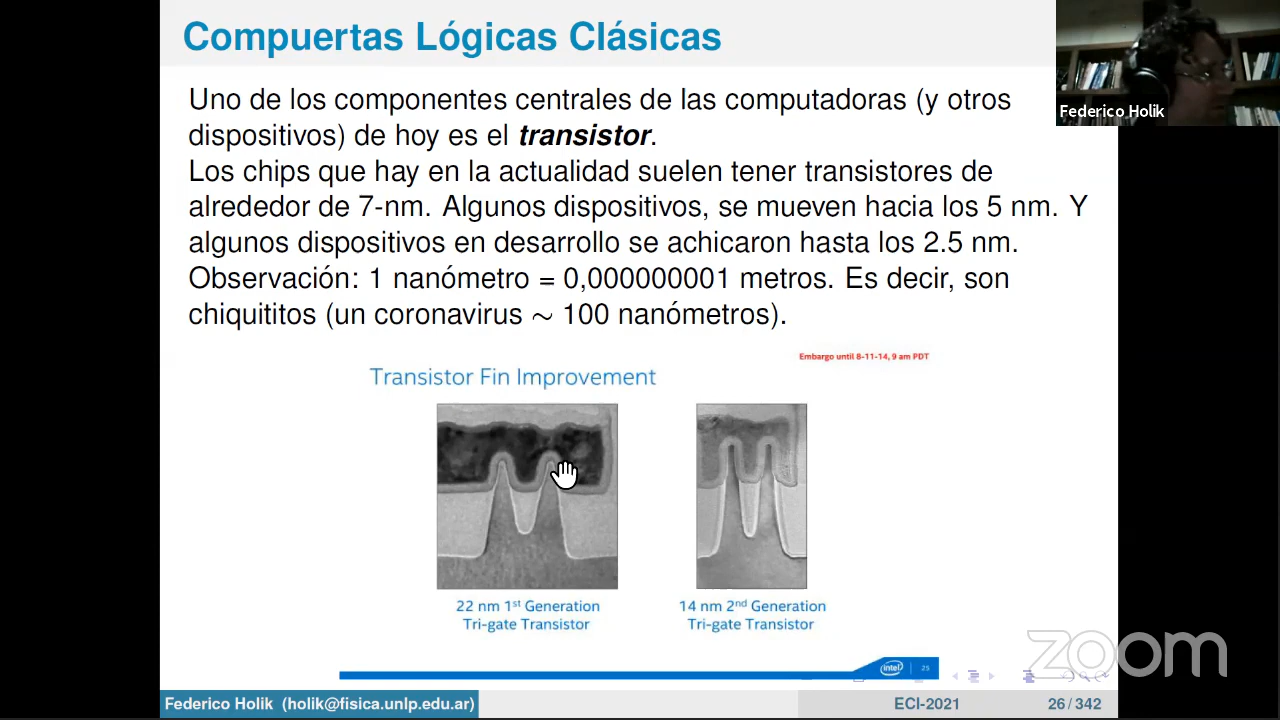 Compuertas Lógicas Clásicas
Federico Holik
Uno de los componentes centrales de las computadoras (y otros
dispositivos) de hoy es el transistor.
Los chips que hay en la actualidad suelen tener transistores de
alrededor de 7-nm. Algunos dispositivos, se mueven hacia los 5 nm. Y
algunos dispositivos en desarrollo se achicaron hasta los 2.5 nm.
Observación: 1 nanómetro = 0,000000001 metros. Es decir, son
chiquititos (un coronavirus ∼ 100 nanómetros).
Embargo until 8-11-14, 9 am PDT
Transistor Fin Improvement
22 nm 1st Generation
Tri-gate Transistor
14 nm 2nd Generation
Tri-gate Transistor
intel
25
zoom
Federico Holik (holik@fisica.unlp.edu.ar)
ECI-2021
26 / 342